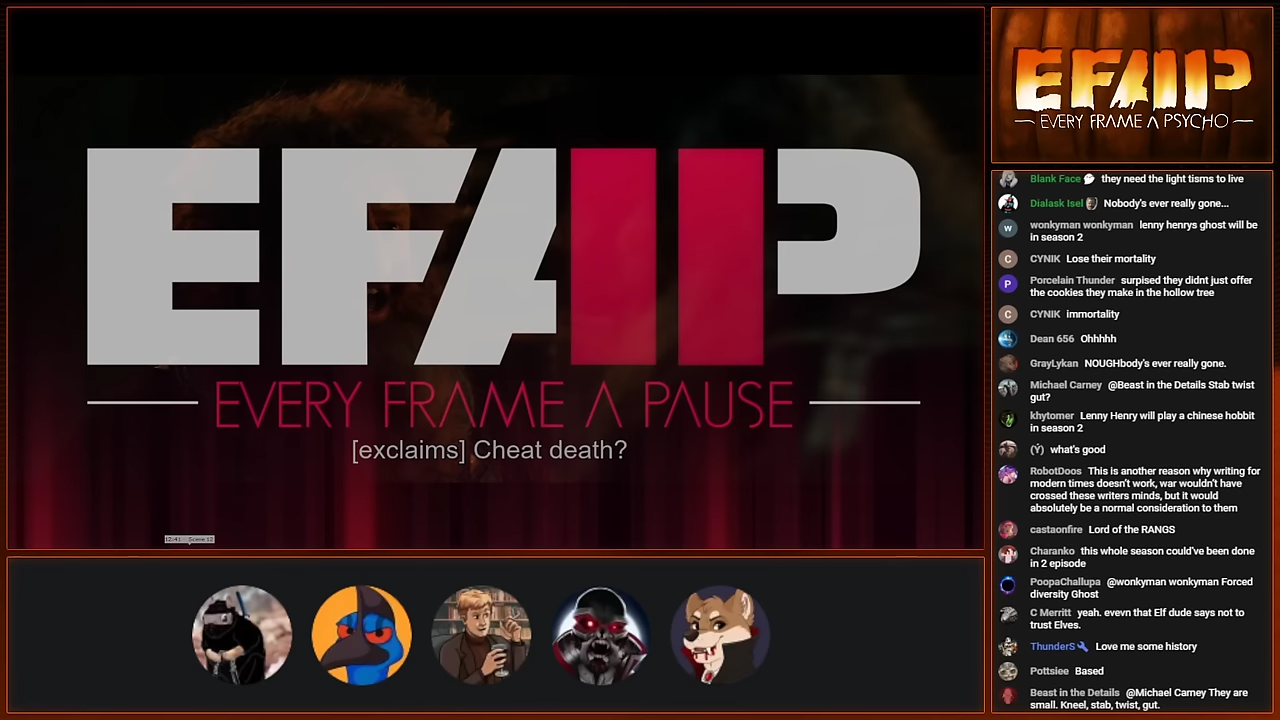 EFAP
EVERY FRAME A PAUSE
[exclaims] Cheat death?
12:41 - Scene 12
EFAP
EVERY FRAME A PSYCHO
Blank Face they need the light tisms to live
Dialask Isel Nobody's ever really gone...
W
wonkyman wonkyman lenny henrys ghost will be
in season 2
C
CYNIK Lose their mortality
P
Porcelain Thunder surprised they didnt just offer
the cookies they make in the hollow tree
C
CYNIK immortality
Dean 656 Ohhhhh
GrayLykan NOUGHbody's ever really gone.
Michael Carney @Beast in the Details Stab twist
gut?
khytomer Lenny Henry will play a chinese hobbit
in season 2
(Ý) what's good
RobotDoos This is another reason why writing for
modern times doesn't work, war wouldn't have
crossed these writers minds, but it would
absolutely be a normal consideration to them
castaonfire Lord of the RANGS
Charanko this whole season could've been done
in 2 episode
PoopaChallupa @wonkyman wonkyman Forced
diversity Ghost
C Merritt yeah. evevn that Elf dude says not to
trust Elves.
ThunderS Love me some history
Pottsiee Based
Beast in the Details @Michael Carney They are
small. Kneel, stab, twist, gut.